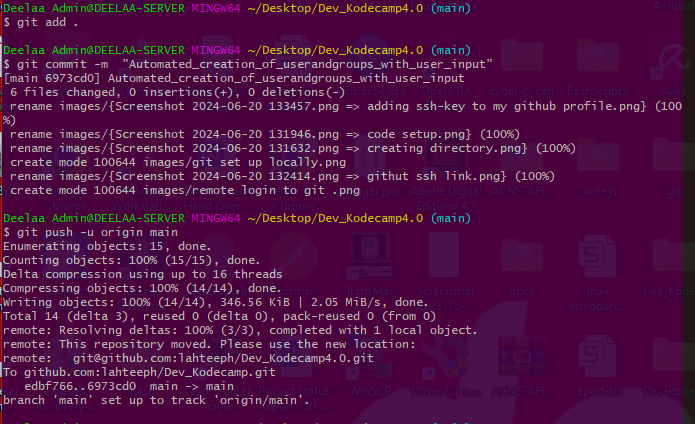 Deelaa Admin@DEELAA-SERVER MINGW64 ~/Desktop/Dev_Kodecamp4.0 (main)
$ git add .
Deelaa Admin@DEELAA-SERVER MINGW64 ~/Desktop/Dev_Kodecamp4.0 (main)
$ git commit -m  "Automated_creation_of_userandgroups_with_user_input"
[main 6973cd0] Automated_creation_of_userandgroups_with_user_input
 6 files changed, 0 insertions(+), 0 deletions(-)
 rename images/{Screenshot 2024-06-20 133457.png => adding ssh-key to my github profile.png} (100
%)
 rename images/{Screenshot 2024-06-20 131946.png => code setup.png} (100%)
 rename images/{Screenshot 2024-06-20 131632.png => creating directory.png} (100%)
 create mode 100644 images/git set up locally.png
 rename images/{Screenshot 2024-06-20 132414.png => githut ssh link.png} (100%)
 create mode 100644 images/remote login to git .png
Deelaa Admin@DEELAA-SERVER MINGW64 ~/Desktop/Dev_Kodecamp4.0 (main)
$ git push -u origin main
Enumerating objects: 15, done.
Counting objects: 100% (15/15), done.
Delta compression using up to 16 threads
Compressing objects: 100% (14/14), done.
Writing objects: 100% (14/14), 346.56 KiB | 2.05 MiB/s, done.
Total 14 (delta 3), reused 0 (delta 0), pack-reused 0 (from 0)
remote: Resolving deltas: 100% (3/3), completed with 1 local object.
remote: This repository moved. Please use the new location:
remote:   git@github.com:lahteeph/Dev_Kodecamp4.0.git
To github.com:lahteeph/Dev_Kodecamp.git
   edbf766..6973cd0  main -> main
branch 'main' set up to track 'origin/main'.